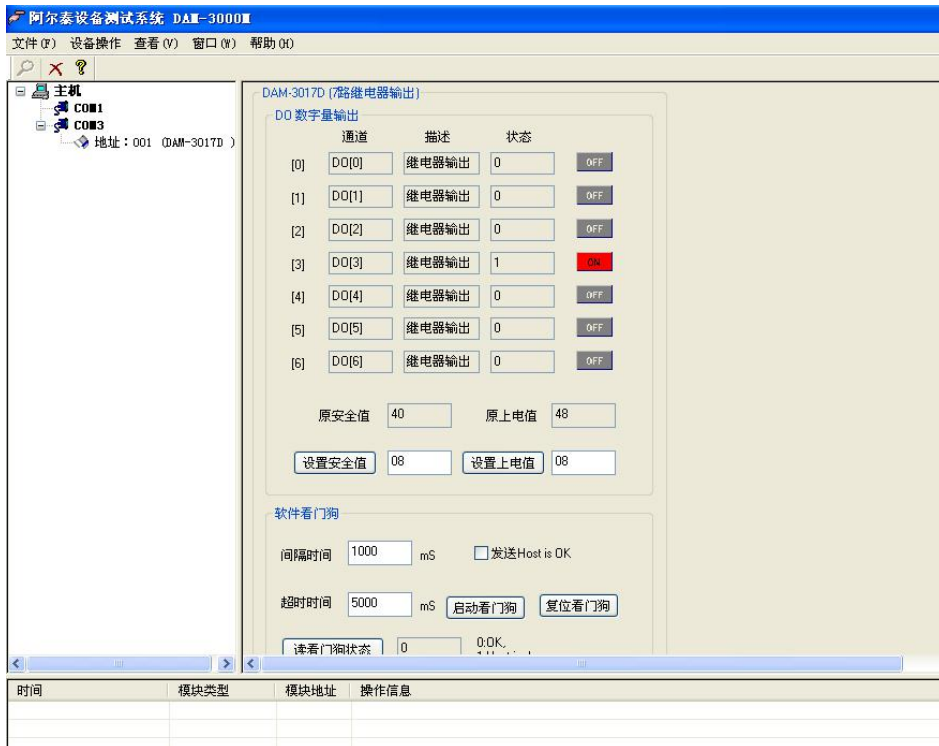 阿尔泰设备测试系统 DAM-3000M
文件(F) 设备操作 查看(V) 窗口(W) 帮助(H)
主机
COM1
COM3
地址：001 (DAM-3017D )
DAM-3017D (7路继电器输出)
DO 数字量输出
通道 描述 状态
[0] DO[0] 继电器输出 0 OFF
[1] DO[1] 继电器输出 0 OFF
[2] DO[2] 继电器输出 0 OFF
[3] DO[3] 继电器输出 1 ON
[4] DO[4] 继电器输出 0 OFF
[5] DO[5] 继电器输出 0 OFF
[6] DO[6] 继电器输出 0 OFF
原安全值 40 原上电值 48
设置安全值 08 设置上电值 08
软件看门狗
间隔时间 1000 mS 发送Host is OK
超时时间 5000 mS 启动看门狗 复位看门狗
读看门狗状态 0 0:OK,
时间 模块类型 模块地址 操作信息